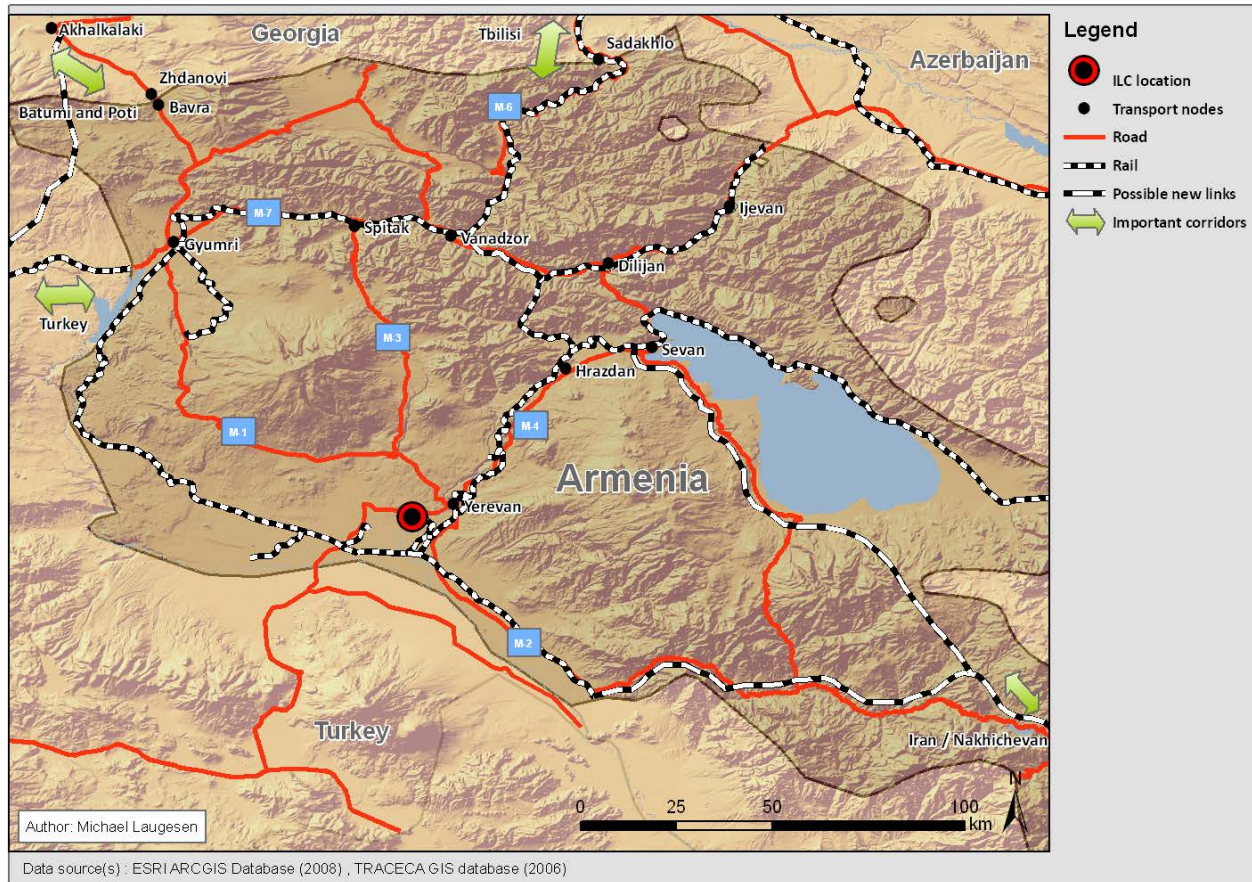 Akhalkalaki
Georgia
Tbilisi
Sadakhlo
Azerbaijan
Zhdanovi
Batumi and Poti
Bavra
M-6
Ijevan
M-7
Spitak
Vanadzor
Gyumri
Dilijan
Turkey
M-3
Sevan
Hrazdan
M-1
M-4
Armenia
Yerevan
M-2
Turkey
Iran / Nakhichevan
N
0 25 50 100
km
Author: Michael Laugesen
Data source(s) : ESRI ARCGIS Database (2008) , TRACECA GIS database (2006)
Legend
ILC location
Transport nodes
Road
Rail
Possible new links
Important corridors